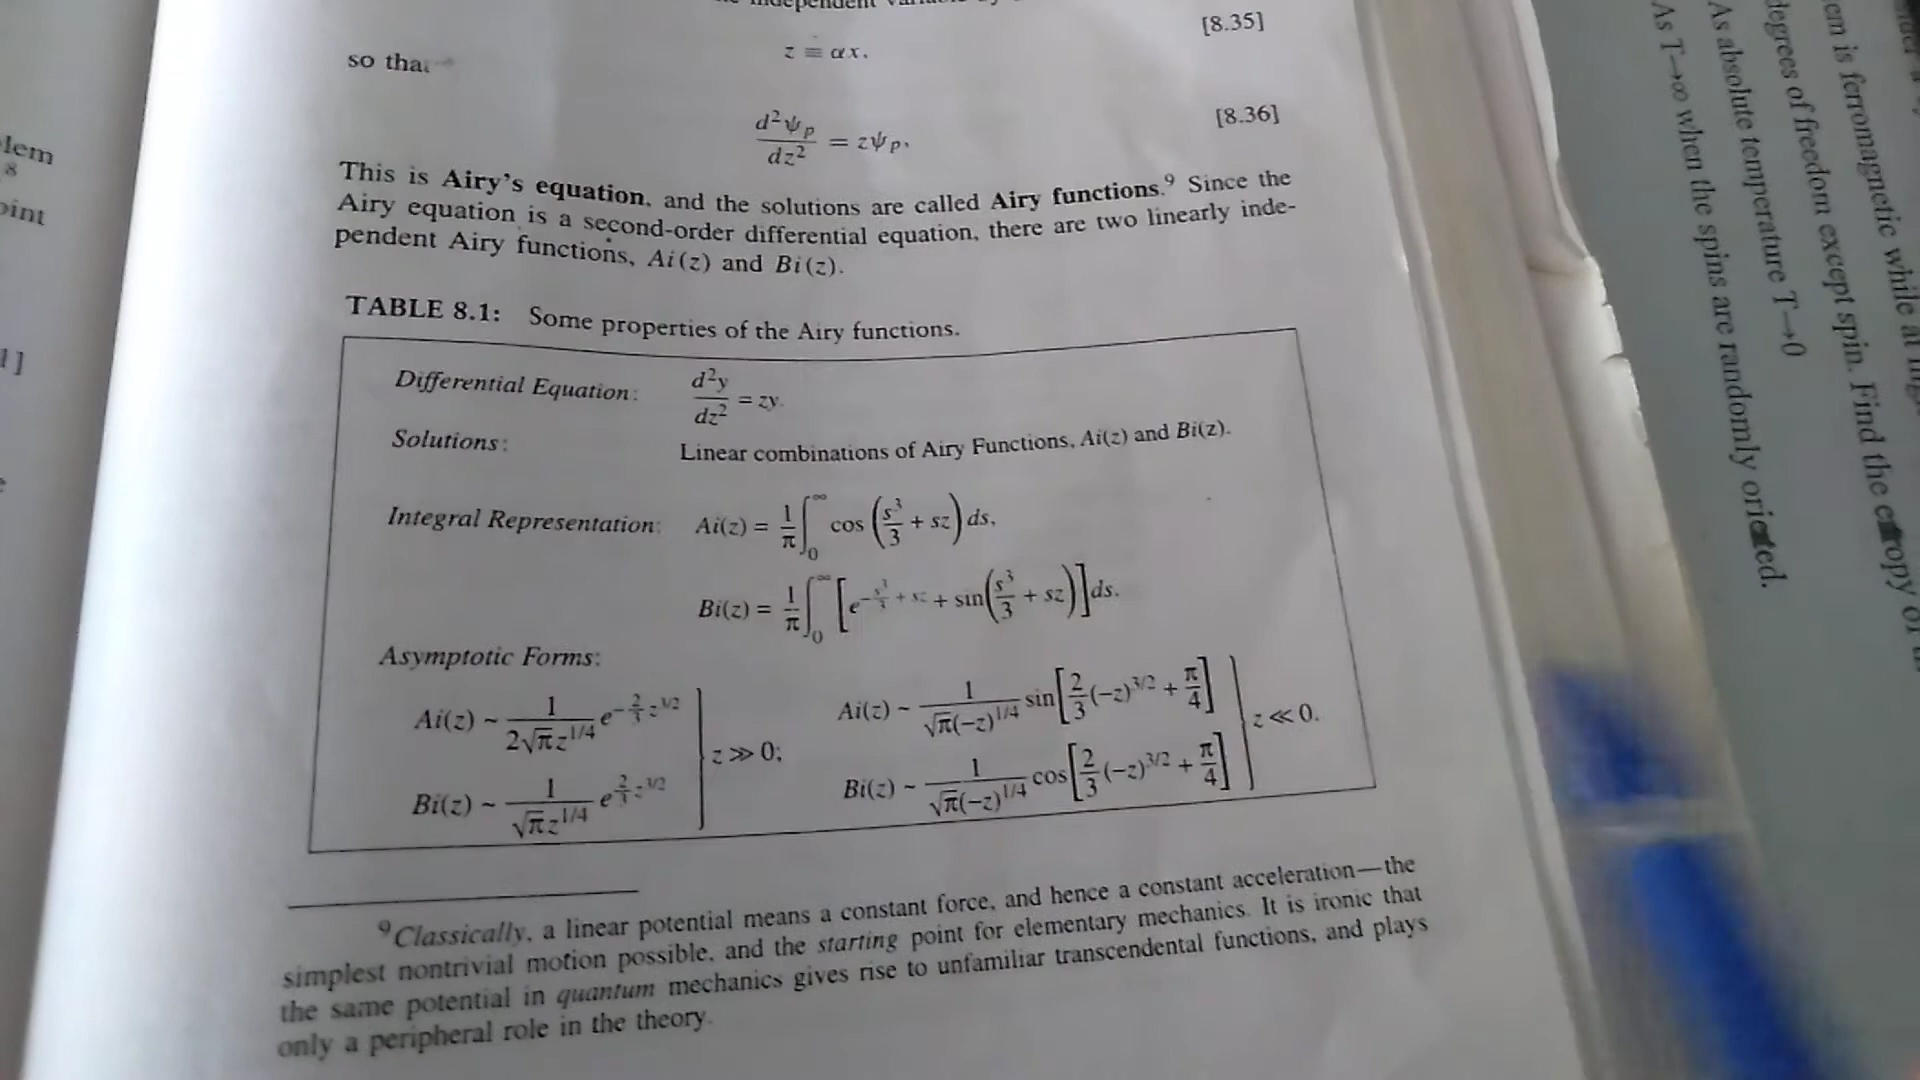 [8.35]
so tha
z ≡ αx,
d²ψp/dz² = zψp. [8.36]
This is Airy's equation, and the solutions are called Airy functions.⁹ Since the
Airy equation is a second-order differential equation, there are two linearly inde-
pendent Airy functions, Ai(z) and Bi(z).
TABLE 8.1: Some properties of the Airy functions.
Differential Equation: d²y/dz² = zy.
Solutions: Linear combinations of Airy Functions, Ai(z) and Bi(z).
Integral Representation: Ai(z) = 1/π ∫₀^∞ cos(s³/3 + sz) ds,
Bi(z) = 1/π ∫₀^∞ [e^(−s³/3 + sz) + sin(s³/3 + sz)] ds.
Asymptotic Forms:
Ai(z) ~ 1/(2√π z^1/4) e^(−2/3 z^3/2)
Bi(z) ~ 1/(√π z^1/4) e^(2/3 z^3/2)
z ≫ 0;
Ai(z) ~ 1/(√π(−z)^1/4) sin[2/3(−z)^3/2 + π/4]
Bi(z) ~ 1/(√π(−z)^1/4) cos[2/3(−z)^3/2 + π/4]
z ≪ 0.
⁹Classically, a linear potential means a constant force, and hence a constant acceleration—the
simplest nontrivial motion possible, and the starting point for elementary mechanics. It is ironic that
the same potential in quantum mechanics gives rise to unfamiliar transcendental functions, and plays
only a peripheral role in the theory.
lem
8
oint
1]
em is ferromagnetic while at
degrees of freedom except spin. Find the
As absolute temperature T→0
As T→∞ when the spins are randomly